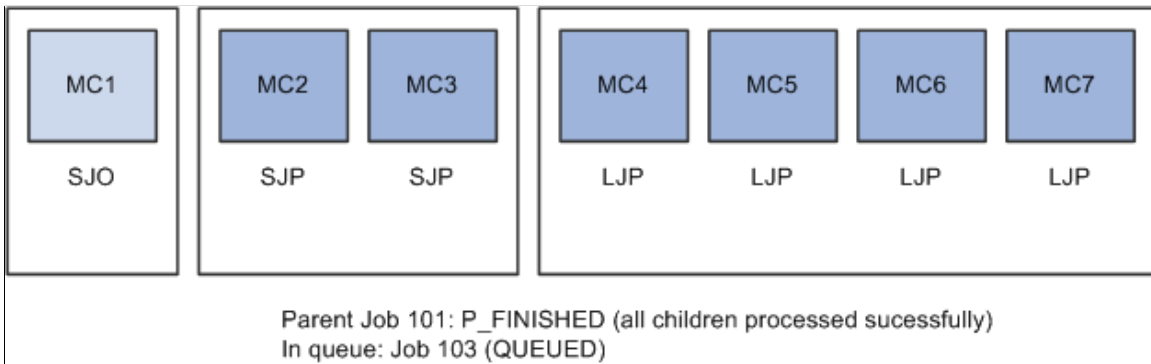 MC1 MC2 MC3 MC4 MC5 MC6 MC7
SJO SJP SJP LJP LJP LJP LJP
Parent Job 101: P_FINISHED (all children processed sucessfully)
In queue: Job 103 (QUEUED)